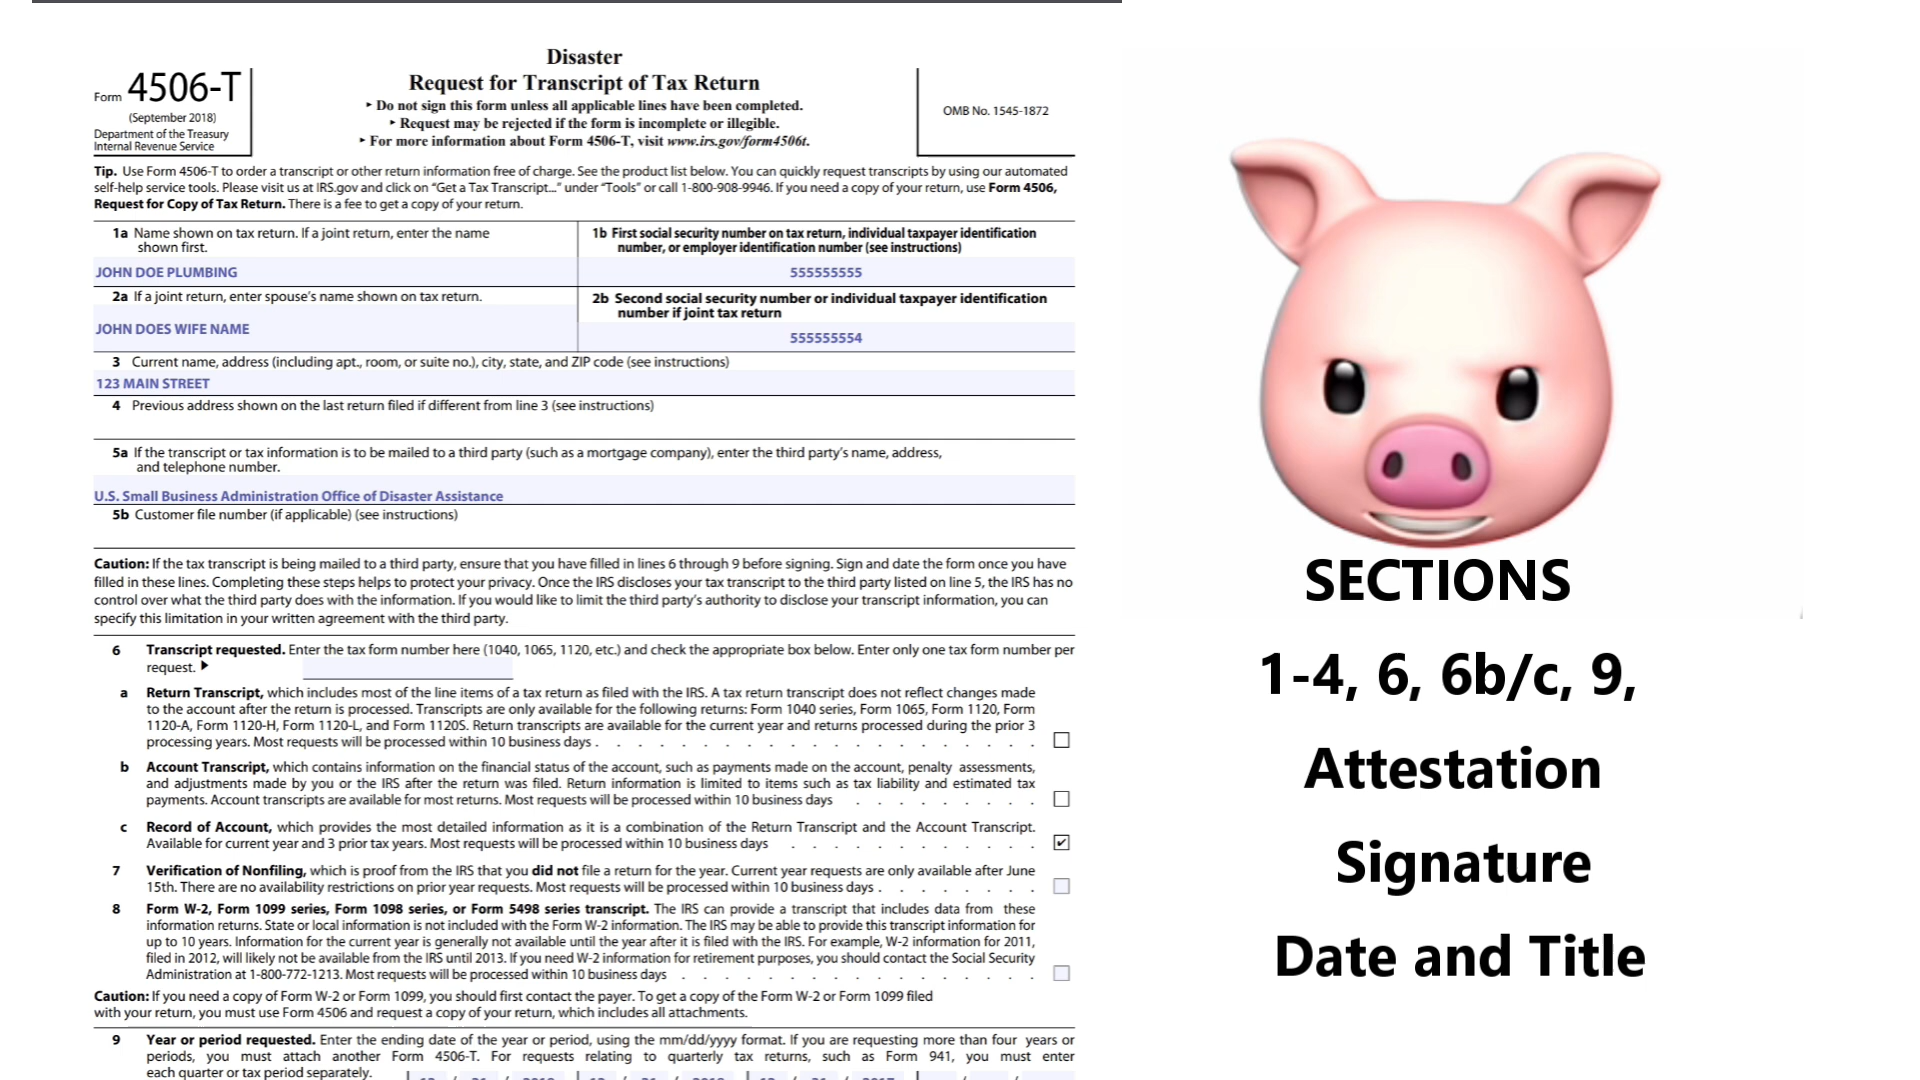 Disaster
Form 4506-T
Request for Transcript of Tax Return
▸ Do not sign this form unless all applicable lines have been completed.
(September 2018)
▸ Request may be rejected if the form is incomplete or illegible.
Department of the Treasury
Internal Revenue Service
▸ For more information about Form 4506-T, visit www.irs.gov/form4506t.
OMB No. 1545-1872
Tip. Use Form 4506-T to order a transcript or other return information free of charge. See the product list below. You can quickly request transcripts by using our automated
self-help service tools. Please visit us at IRS.gov and click on “Get a Tax Transcript...” under “Tools” or call 1-800-908-9946. If you need a copy of your return, use Form 4506,
Request for Copy of Tax Return. There is a fee to get a copy of your return.
1a Name shown on tax return. If a joint return, enter the name
shown first.
1b First social security number on tax return, individual taxpayer identification
number, or employer identification number (see instructions)
JOHN DOE PLUMBING
555555555
2a If a joint return, enter spouse’s name shown on tax return.
2b Second social security number or individual taxpayer identification
number if joint tax return
JOHN DOES WIFE NAME
555555554
3 Current name, address (including apt., room, or suite no.), city, state, and ZIP code (see instructions)
123 MAIN STREET
4 Previous address shown on the last return filed if different from line 3 (see instructions)
5a If the transcript or tax information is to be mailed to a third party (such as a mortgage company), enter the third party’s name, address,
and telephone number.
U.S. Small Business Administration Office of Disaster Assistance
5b Customer file number (if applicable) (see instructions)
Caution: If the tax transcript is being mailed to a third party, ensure that you have filled in lines 6 through 9 before signing. Sign and date the form once you have
filled in these lines. Completing these steps helps to protect your privacy. Once the IRS discloses your tax transcript to the third party listed on line 5, the IRS has no
control over what the third party does with the information. If you would like to limit the third party’s authority to disclose your transcript information, you can
specify this limitation in your written agreement with the third party.
6 Transcript requested. Enter the tax form number here (1040, 1065, 1120, etc.) and check the appropriate box below. Enter only one tax form number per
request. ▸
a Return Transcript, which includes most of the line items of a tax return as filed with the IRS. A tax return transcript does not reflect changes made
to the account after the return is processed. Transcripts are only available for the following returns: Form 1040 series, Form 1065, Form 1120, Form
1120-A, Form 1120-H, Form 1120-L, and Form 1120S. Return transcripts are available for the current year and returns processed during the prior 3
processing years. Most requests will be processed within 10 business days . . . . . . . . . . . . . . . . .
b Account Transcript, which contains information on the financial status of the account, such as payments made on the account, penalty assessments,
and adjustments made by you or the IRS after the return was filed. Return information is limited to items such as tax liability and estimated tax
payments. Account transcripts are available for most returns. Most requests will be processed within 10 business days . . . . . . . . .
c Record of Account, which provides the most detailed information as it is a combination of the Return Transcript and the Account Transcript.
Available for current year and 3 prior tax years. Most requests will be processed within 10 business days . . . . . . . . . . .
7 Verification of Nonfiling, which is proof from the IRS that you did not file a return for the year. Current year requests are only available after June
15th. There are no availability restrictions on prior year requests. Most requests will be processed within 10 business days . . . . . . . .
8 Form W-2, Form 1099 series, Form 1098 series, or Form 5498 series transcript. The IRS can provide a transcript that includes data from these
information returns. State or local information is not included with the Form W-2 information. The IRS may be able to provide this transcript information for
up to 10 years. Information for the current year is generally not available until the year after it is filed with the IRS. For example, W-2 information for 2011,
filed in 2012, will likely not be available from the IRS until 2013. If you need W-2 information for retirement purposes, you should contact the Social Security
Administration at 1-800-772-1213. Most requests will be processed within 10 business days . . . . . . . . . . . . . .
Caution: If you need a copy of Form W-2 or Form 1099, you should first contact the payer. To get a copy of the Form W-2 or Form 1099 filed
with your return, you must use Form 4506 and request a copy of your return, which includes all attachments.
9 Year or period requested. Enter the ending date of the year or period, using the mm/dd/yyyy format. If you are requesting more than four years or
periods, you must attach another Form 4506-T. For requests relating to quarterly tax returns, such as Form 941, you must enter
each quarter or tax period separately.
SECTIONS
1-4, 6, 6b/c, 9,
Attestation
Signature
Date and Title